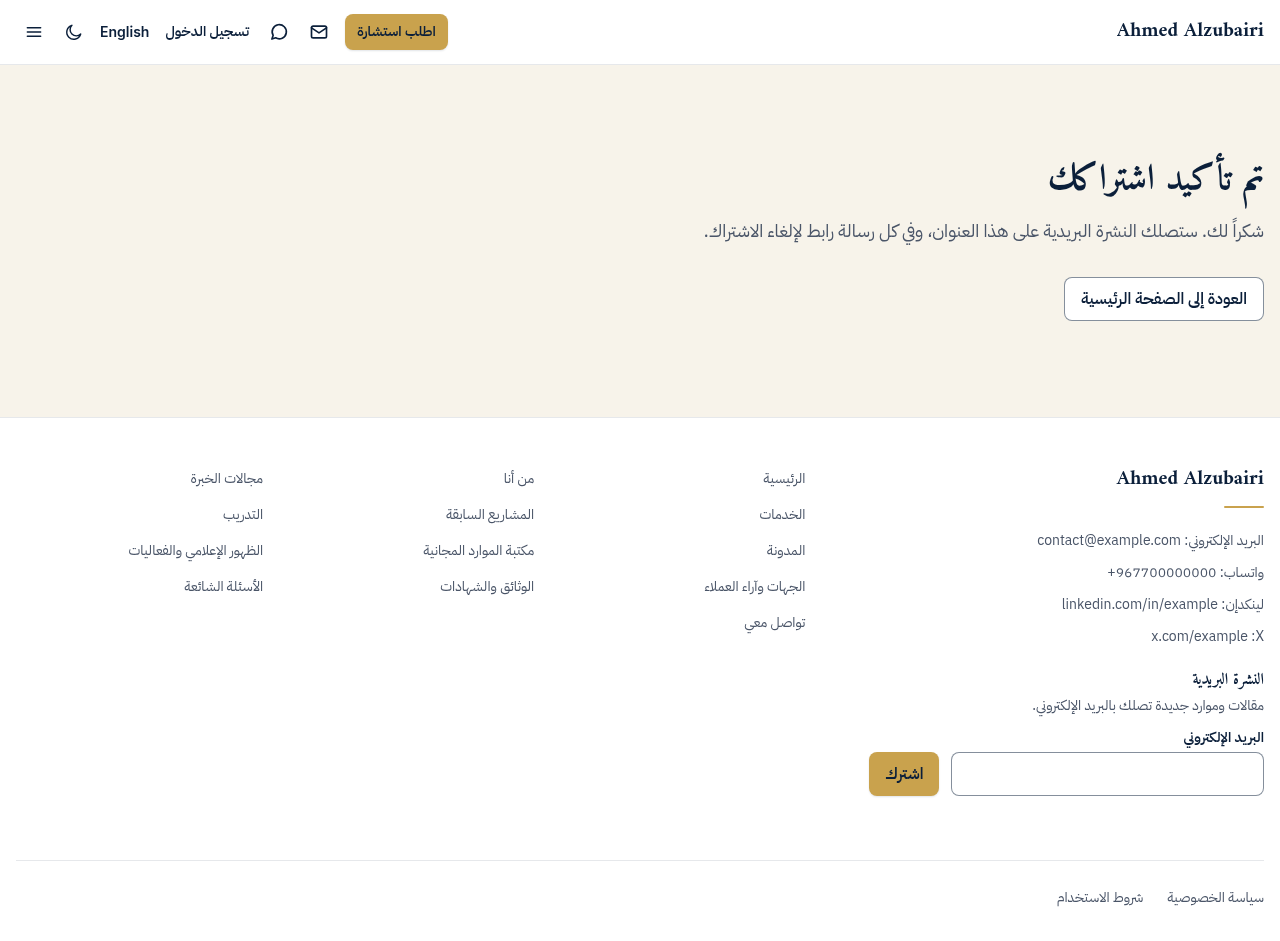 Ahmed Alzubairi
اطلب استشارة
تسجيل الدخول
English
تم تأكيد اشتراكك
شكراً لك. ستصلك النشرة البريدية على هذا العنوان، وفي كل رسالة رابط لإلغاء الاشتراك.
العودة إلى الصفحة الرئيسية
Ahmed Alzubairi
البريد الإلكتروني: contact@example.com
واتساب: 967700000000+
لينكدإن: linkedin.com/in/example
X: x.com/example
النشرة البريدية
مقالات وموارد جديدة تصلك بالبريد الإلكتروني.
البريد الإلكتروني
اشترك
الرئيسية
الخدمات
المدونة
الجهات وآراء العملاء
تواصل معي
من أنا
المشاريع السابقة
مكتبة الموارد المجانية
الوثائق والشهادات
مجالات الخبرة
التدريب
الظهور الإعلامي والفعاليات
الأسئلة الشائعة
سياسة الخصوصية
شروط الاستخدام